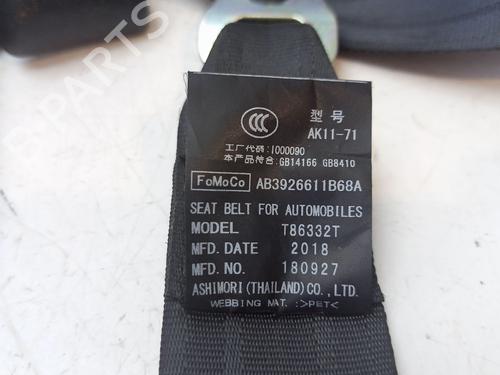 型号
AK11-71
工厂代码:I000090
本产品符合:GB14166 GB8410
FoMoCo AB3926611B68A
SEAT BELT FOR AUTOMOBILES
MODEL T86332T
MFD. DATE 2018
MFD. NO. 180927
ASHIMORI (THAILAND) CO., LTD.
WEBBING MAT. :>PET<